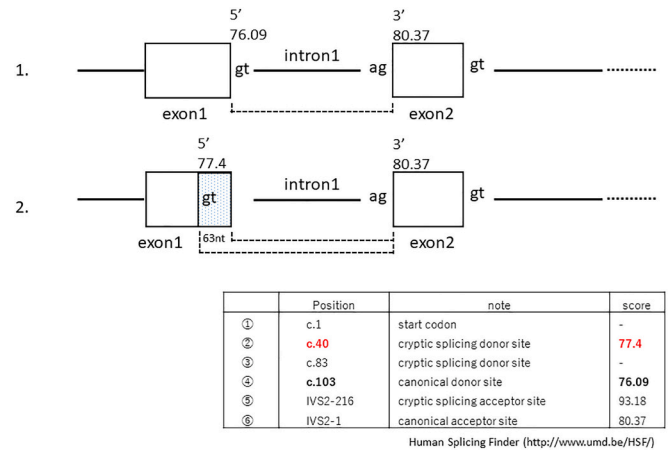 5’
76.09
3’
80.37
1.
gt
intron1
ag
gt
exon1
exon2
5’
77.4
3’
80.37
2.
gt
intron1
ag
gt
exon1
63nt
exon2
Position note score
① c.1 start codon -
② c.40 cryptic splicing donor site 77.4
③ c.83 cryptic splicing donor site -
④ c.103 canonical donor site 76.09
⑤ IVS2-216 cryptic splicing acceptor site 93.18
⑥ IVS2-1 canonical acceptor site 80.37
Human Splicing Finder (http://www.umd.be/HSF/)